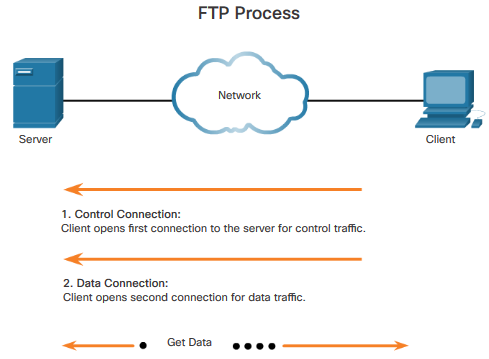 FTP Process
Network
Server
Client
1. Control Connection:
Client opens first connection to the server for control traffic.
2. Data Connection:
Client opens second connection for data traffic.
Get Data